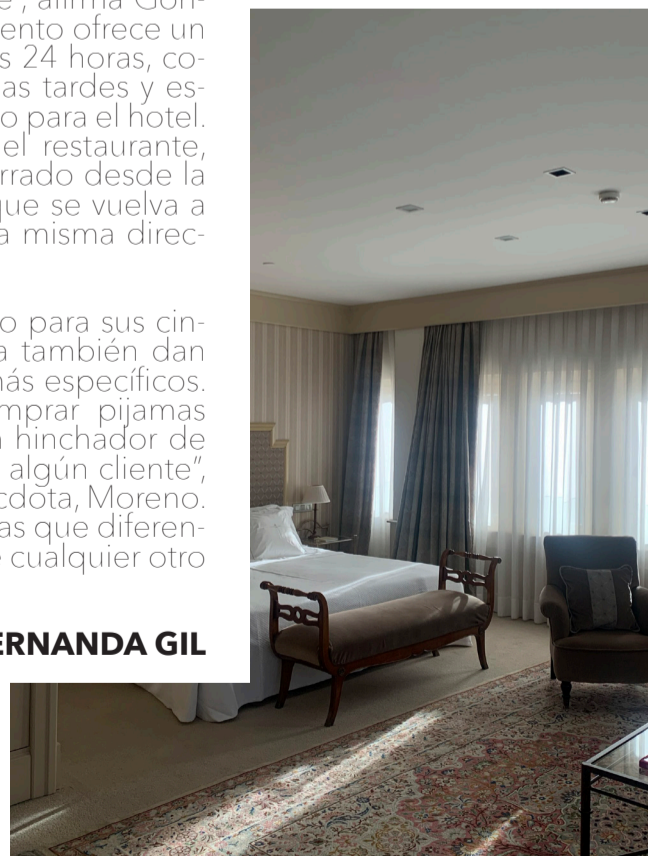 ento ofrece un
s 24 horas, co-
as tardes y es-
o para el hotel.
el restaurante,
rrado desde la
que se vuelva a
a misma direc-
o para sus cin-
a también dan
más específicos.
mprar pijamas
hinchador de
algún cliente",
cdota, Moreno.
as que diferen-
cualquier otro
ERNANDA GIL